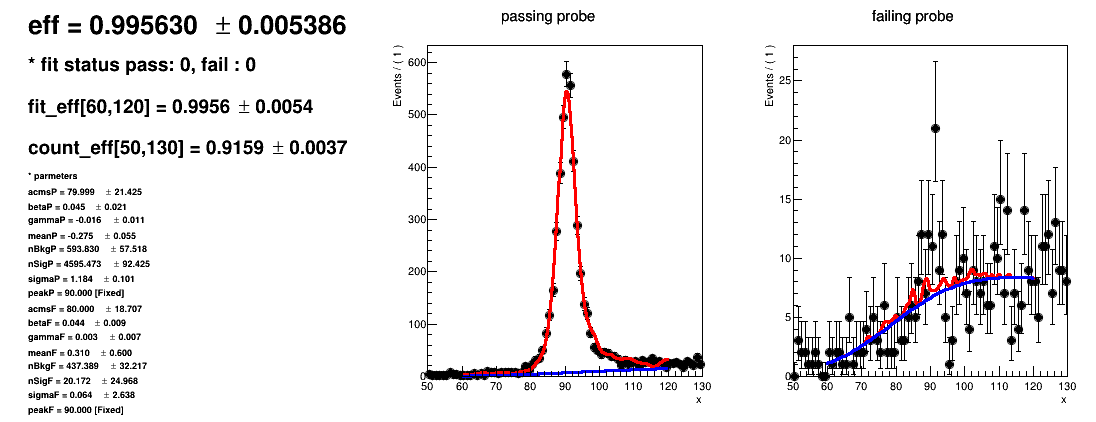 eff = 0.995630 ± 0.005386
* fit status pass: 0, fail : 0
fit_eff[60,120] = 0.9956 ± 0.0054
count_eff[50,130] = 0.9159 ± 0.0037
* parmeters
acmsP = 79.999 ± 21.425
betaP = 0.045 ± 0.021
gammaP = -0.016 ± 0.011
meanP = -0.275 ± 0.055
nBkgP = 593.830 ± 57.518
nSigP = 4595.473 ± 92.425
sigmaP = 1.184 ± 0.101
peakP = 90.000 [Fixed]
acmsF = 80.000 ± 18.707
betaF = 0.044 ± 0.009
gammaF = 0.003 ± 0.007
meanF = 0.310 ± 0.600
nBkgF = 437.389 ± 32.217
nSigF = 20.172 ± 24.968
sigmaF = 0.064 ± 2.638
peakF = 90.000 [Fixed]
passing probe
Events / ( 1 )
600
500
400
300
200
100
0
50 60 70 80 90 100 110 120 130
x
failing probe
Events / ( 1 )
25
20
15
10
5
0
50 60 70 80 90 100 110 120 130
x